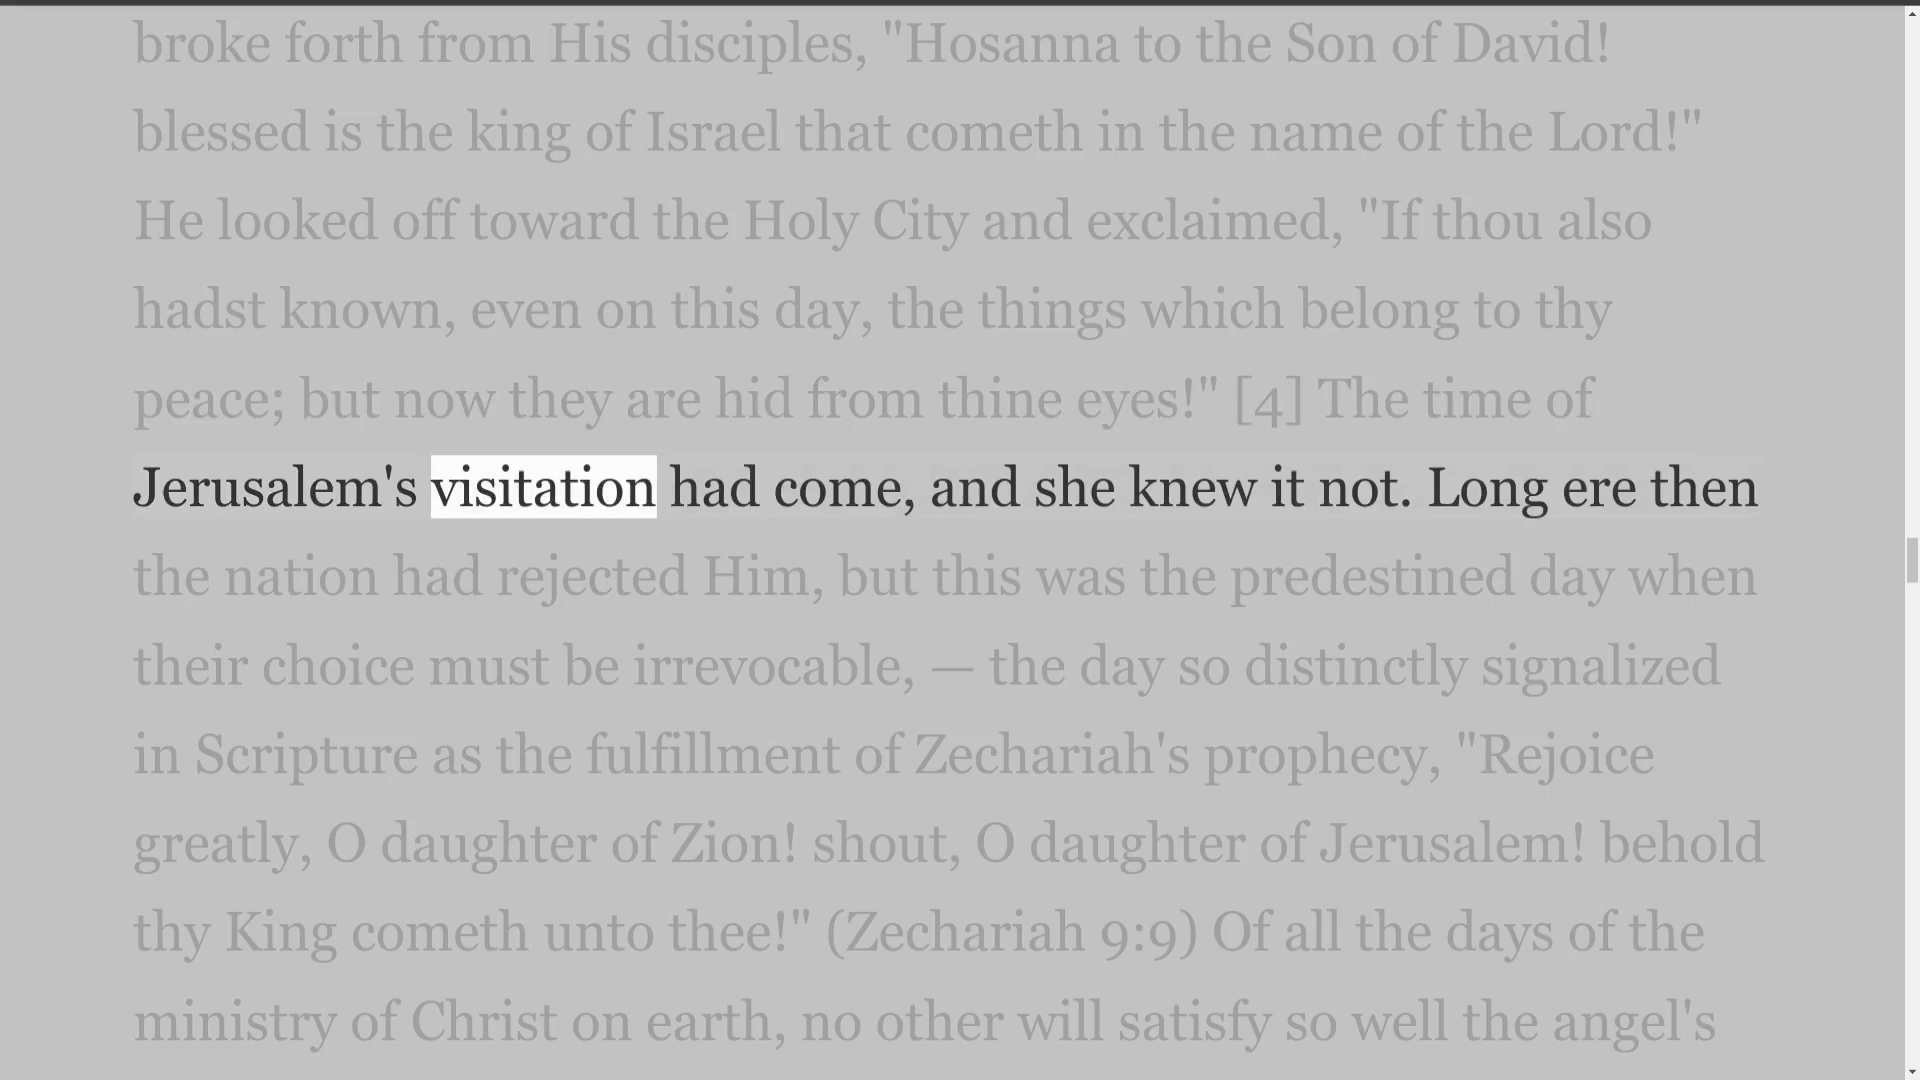 broke forth from His disciples, "Hosanna to the Son of David!
blessed is the king of Israel that cometh in the name of the Lord!"
He looked off toward the Holy City and exclaimed, "If thou also
hadst known, even on this day, the things which belong to thy
peace; but now they are hid from thine eyes!" [4] The time of
Jerusalem's visitation had come, and she knew it not. Long ere then
the nation had rejected Him, but this was the predestined day when
their choice must be irrevocable, — the day so distinctly signalized
in Scripture as the fulfillment of Zechariah's prophecy, "Rejoice
greatly, O daughter of Zion! shout, O daughter of Jerusalem! behold
thy King cometh unto thee!" (Zechariah 9:9) Of all the days of the
ministry of Christ on earth, no other will satisfy so well the angel's